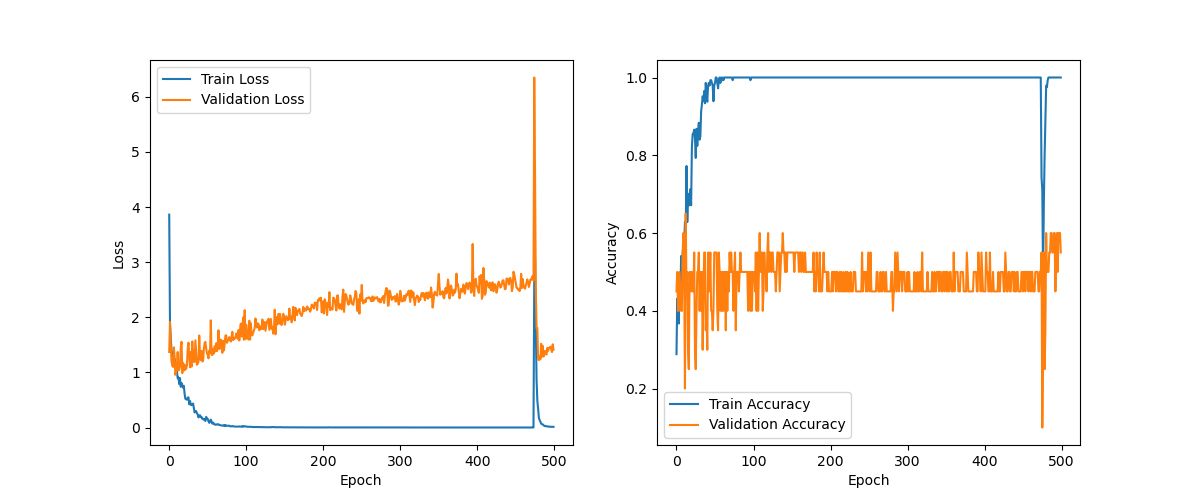 Train Loss
Validation Loss
6
5
4
3
2
1
0
Loss
0 100 200 300 400 500
Epoch
1.0
0.8
0.6
0.4
0.2
Accuracy
Train Accuracy
Validation Accuracy
0 100 200 300 400 500
Epoch